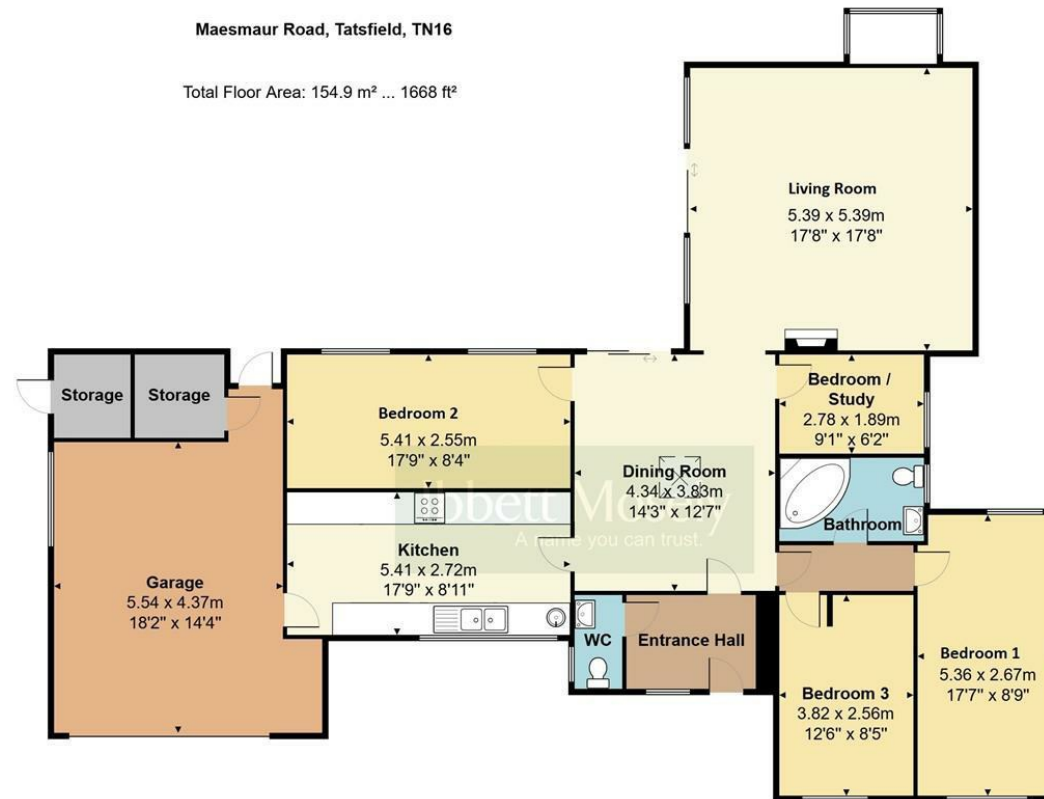 Maesmaur Road, Tatsfield, TN16
Total Floor Area: 154.9 m² ... 1668 ft²
Living Room
5.39 x 5.39m
17'8" x 17'8"
Storage
Storage
Bedroom 2
5.41 x 2.55m
17'9" x 8'4"
Bedroom /
Study
2.78 x 1.89m
9'1" x 6'2"
Dining Room
4.34 x 3.83m
14'3" x 12'7"
Ibbett Mosely
A name you can trust.
Bathroom
Kitchen
5.41 x 2.72m
17'9" x 8'11"
Garage
5.54 x 4.37m
18'2" x 14'4"
WC
Entrance Hall
Bedroom 1
5.36 x 2.67m
17'7" x 8'9"
Bedroom 3
3.82 x 2.56m
12'6" x 8'5"